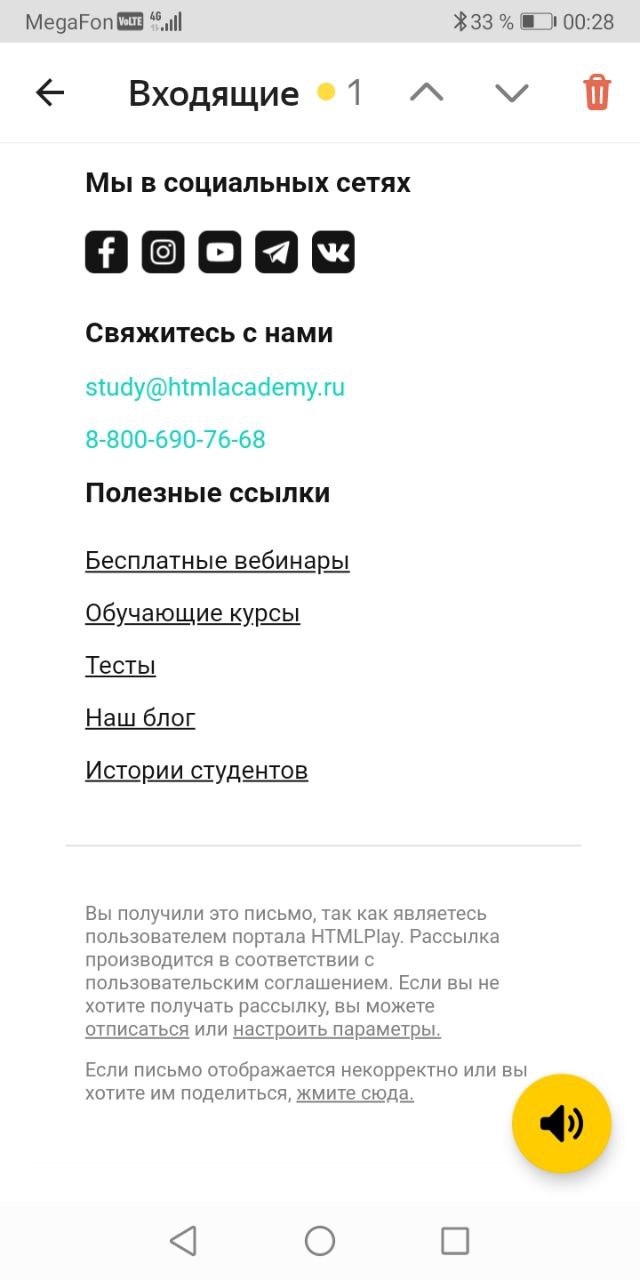 MegaFon VoLTE 4G 33 % 00:28
Входящие 1
Мы в социальных сетях
Свяжитесь с нами
study@htmlacademy.ru
8-800-690-76-68
Полезные ссылки
Бесплатные вебинары
Обучающие курсы
Тесты
Наш блог
Истории студентов
Вы получили это письмо, так как являетесь
пользователем портала HTMLPlay. Рассылка
производится в соответствии с
пользовательским соглашением. Если вы не
хотите получать рассылку, вы можете
отписаться или настроить параметры.
Если письмо отображается некорректно или вы
хотите им поделиться, жмите сюда.